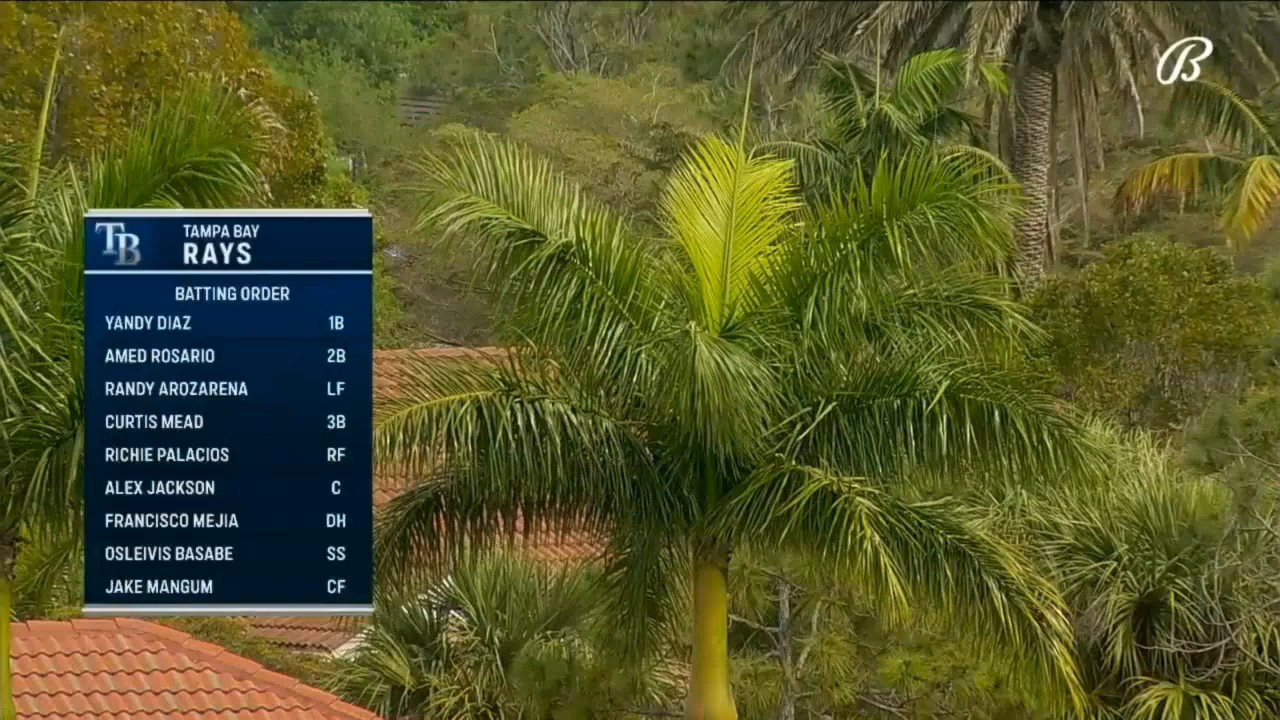 B
TB
TAMPA BAY
RAYS
BATTING ORDER
YANDY DIAZ 1B
AMED ROSARIO 2B
RANDY AROZARENA LF
CURTIS MEAD 3B
RICHIE PALACIOS RF
ALEX JACKSON C
FRANCISCO MEJIA DH
OSLEIVIS BASABE SS
JAKE MANGUM CF